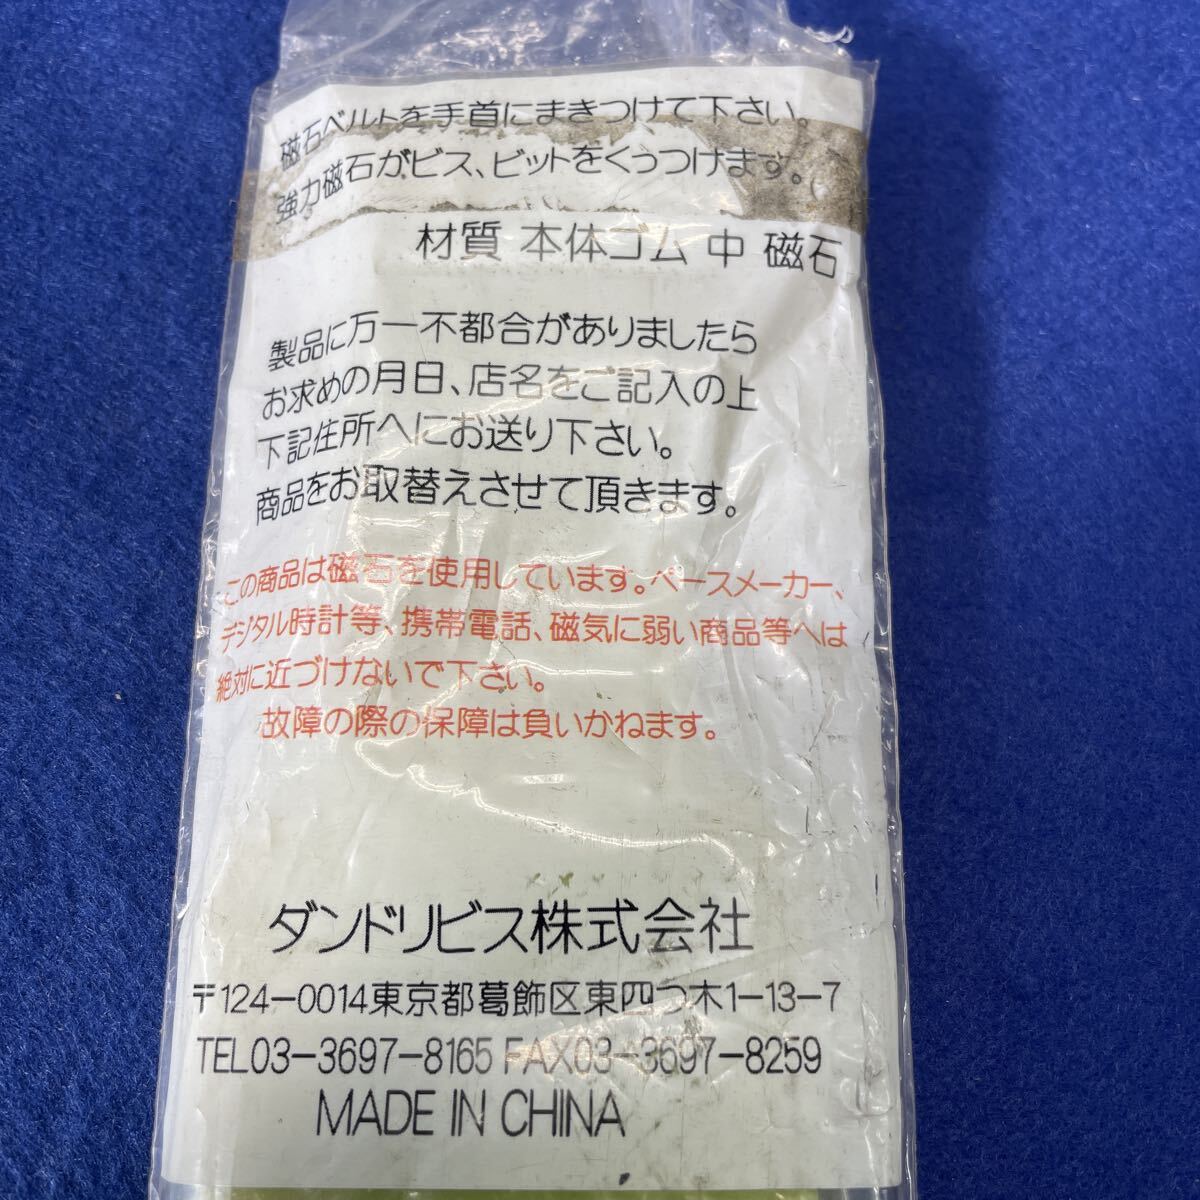 磁石ベルトを手首にまきつけて下さい。
強力磁石がビス、ビットをくっつけます。
材質 本体ゴム 中 磁石
製品に万一不都合がありましたら
お求めの月日、店名をご記入の上
下記住所へにお送り下さい。
商品をお取替えさせて頂きます。
この商品は磁石を使用しています。ペースメーカー、
デジタル時計等、携帯電話、磁気に弱い商品等へは
絶対に近づけないで下さい。
故障の際の保障は負いかねます。
ダンドリビス株式会社
〒124-0014東京都葛飾区東四つ木1-13-7
TEL03-3697-8165 FAX03-3697-8259
MADE IN CHINA